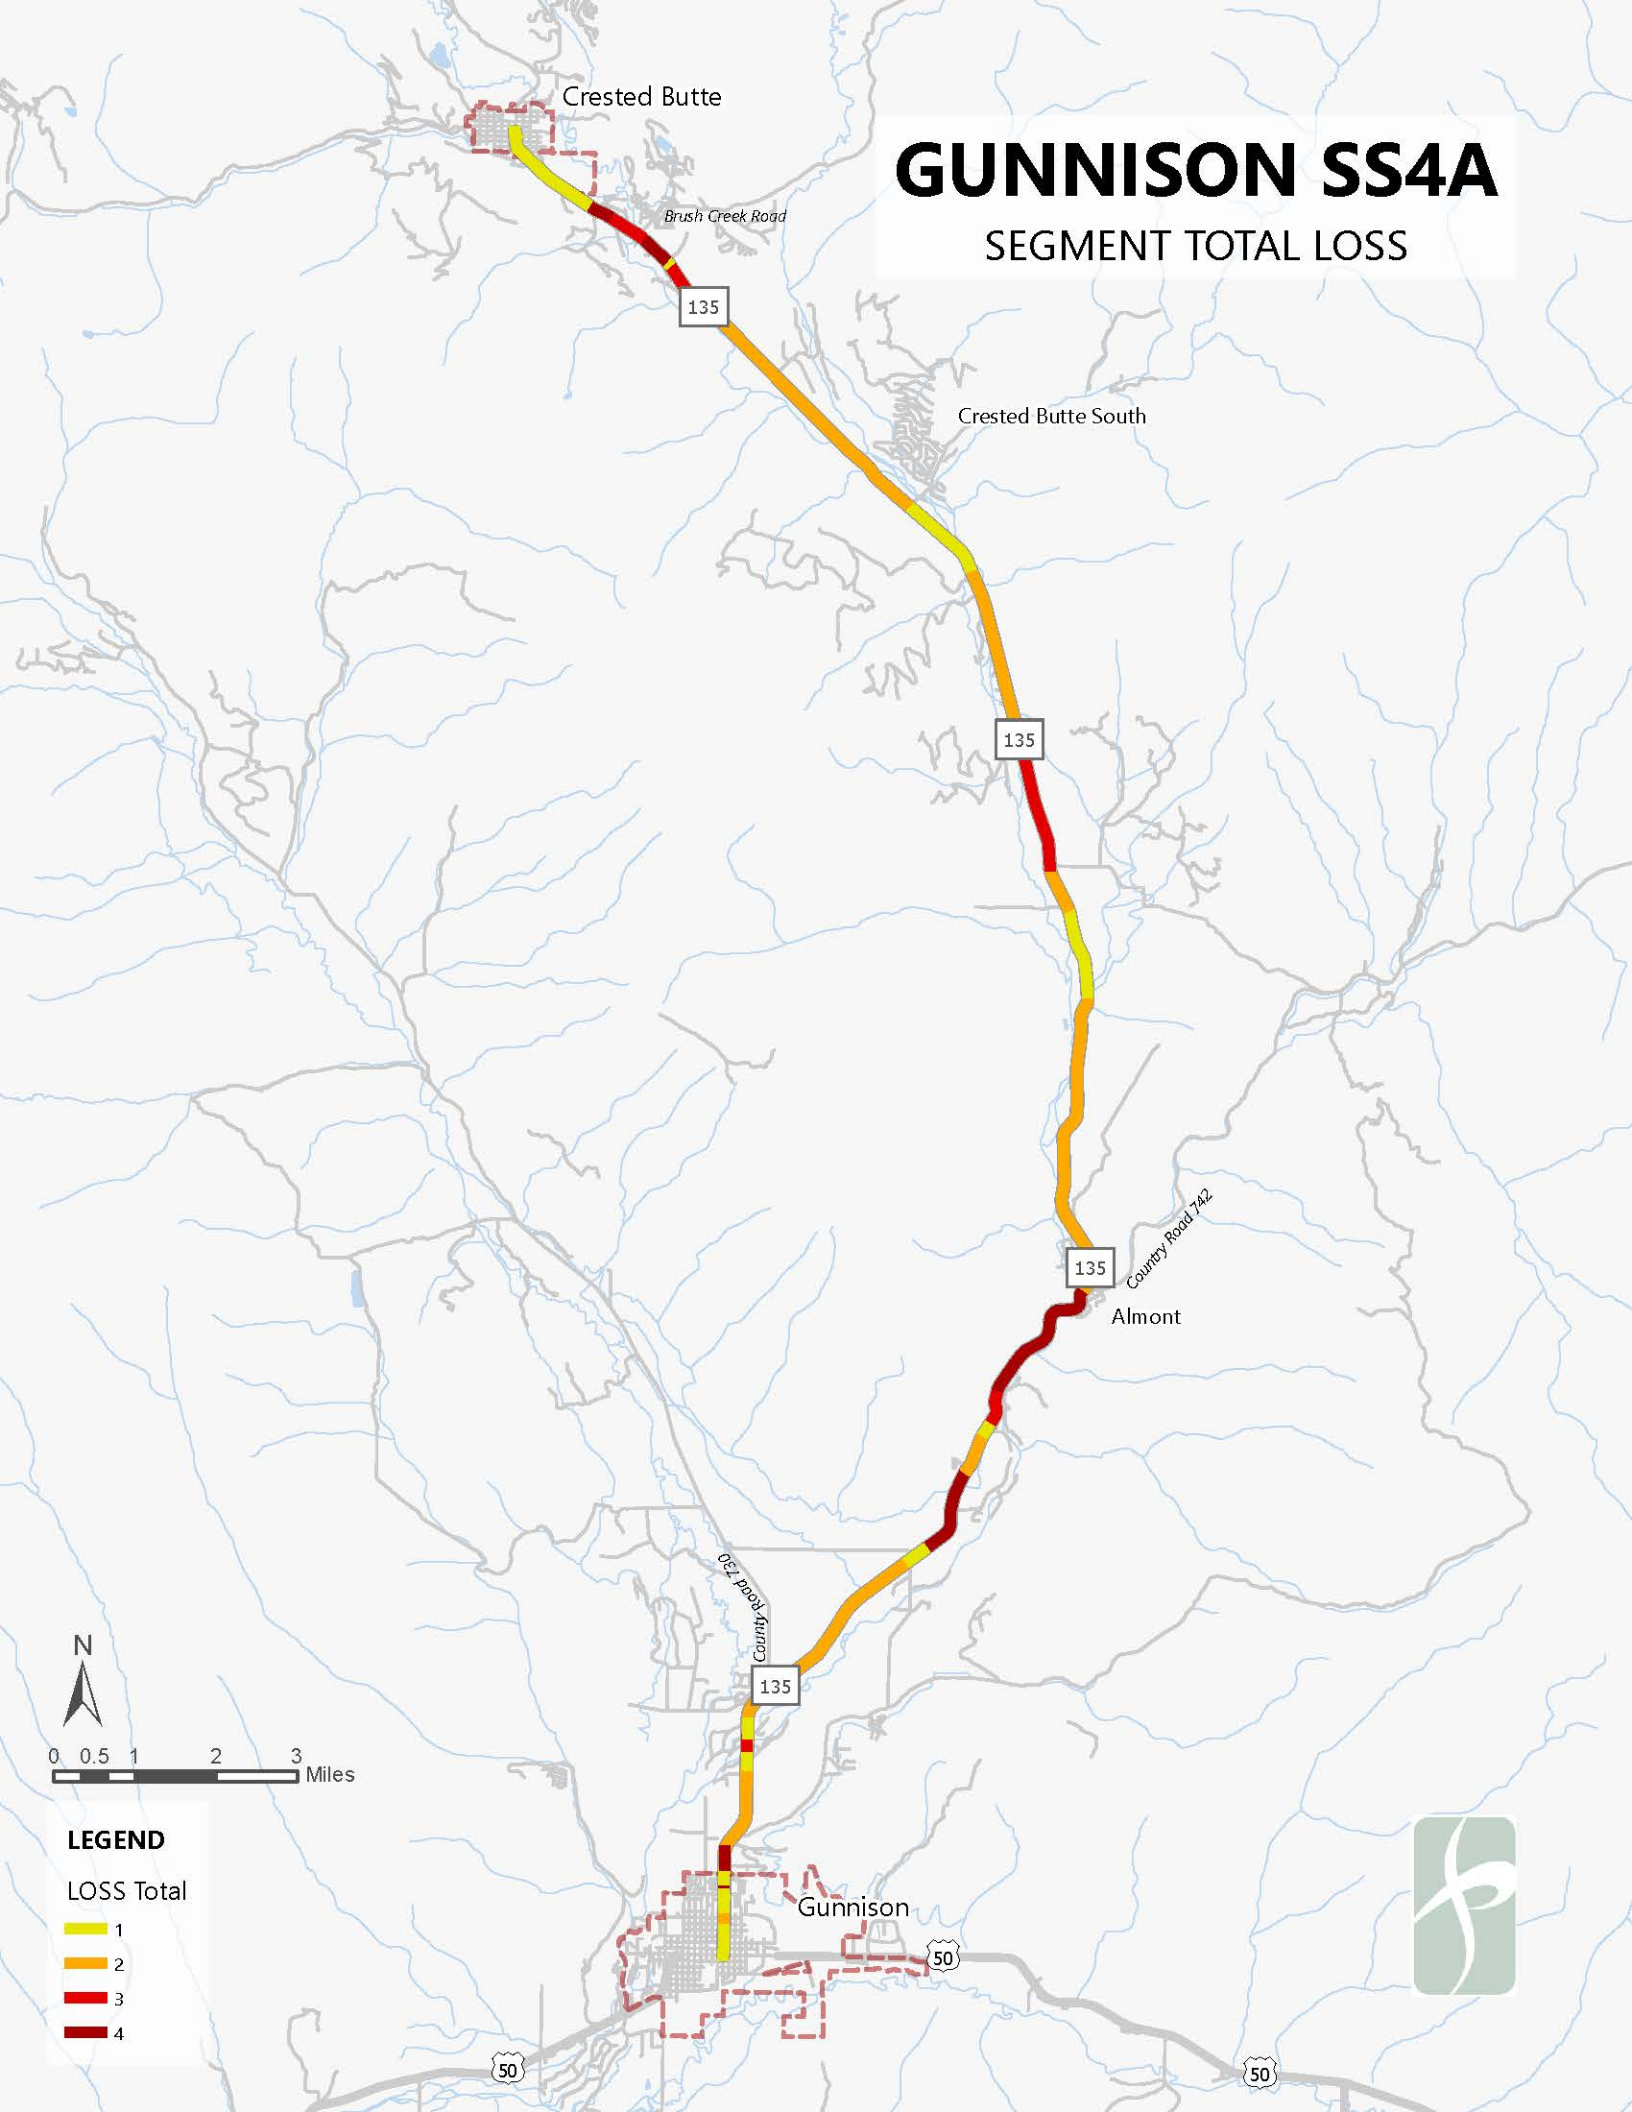 Crested Butte
GUNNISON SS4A
SEGMENT TOTAL LOSS
Brush Creek Road
135
Crested Butte South
135
Country Road 742
135
Almont
County Road 730
135
N
0 0.5 1 2 3
Miles
LEGEND
LOSS Total
1
2
3
4
Gunnison
50
50
50